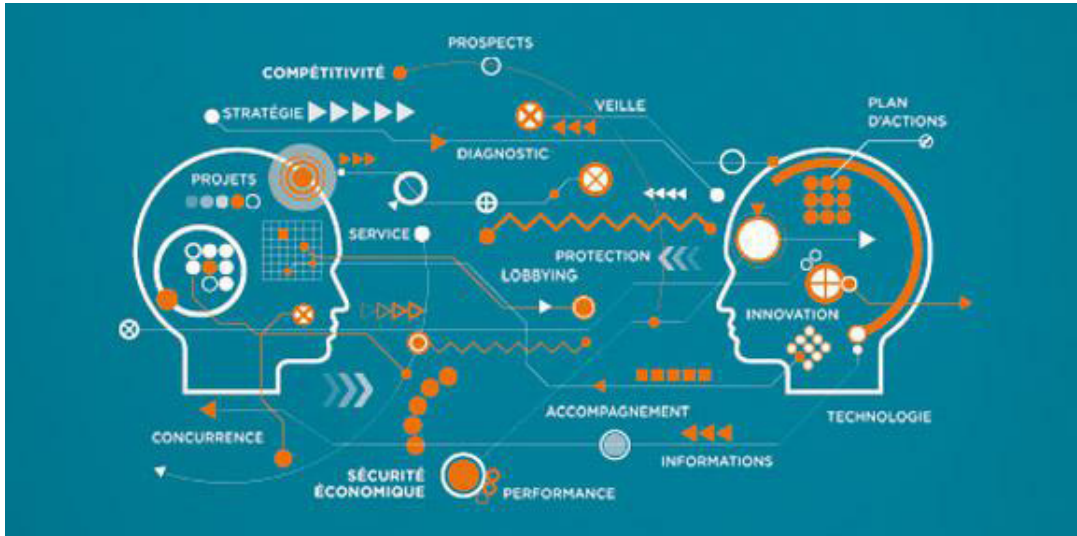 PROSPECTS
COMPÉTITIVITÉ
STRATÉGIE
VEILLE
PLAN
D'ACTIONS
DIAGNOSTIC
PROJETS
SERVICE
PROTECTION
LOBBYING
INNOVATION
ACCOMPAGNEMENT
TECHNOLOGIE
CONCURRENCE
INFORMATIONS
SÉCURITÉ
ÉCONOMIQUE
PERFORMANCE